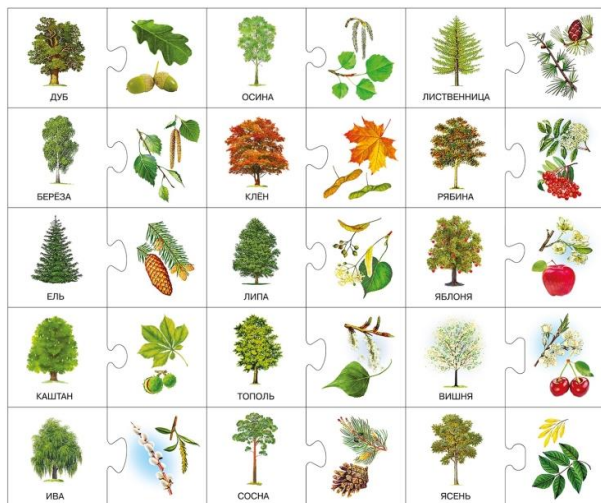 ДУБ
ОСИНА
ЛИСТВЕННИЦА
БЕРЁЗА
КЛЁН
РЯБИНА
ЕЛЬ
ЛИПА
ЯБЛОНЯ
КАШТАН
ТОПОЛЬ
ВИШНЯ
ИВА
СОСНА
ЯСЕНЬ